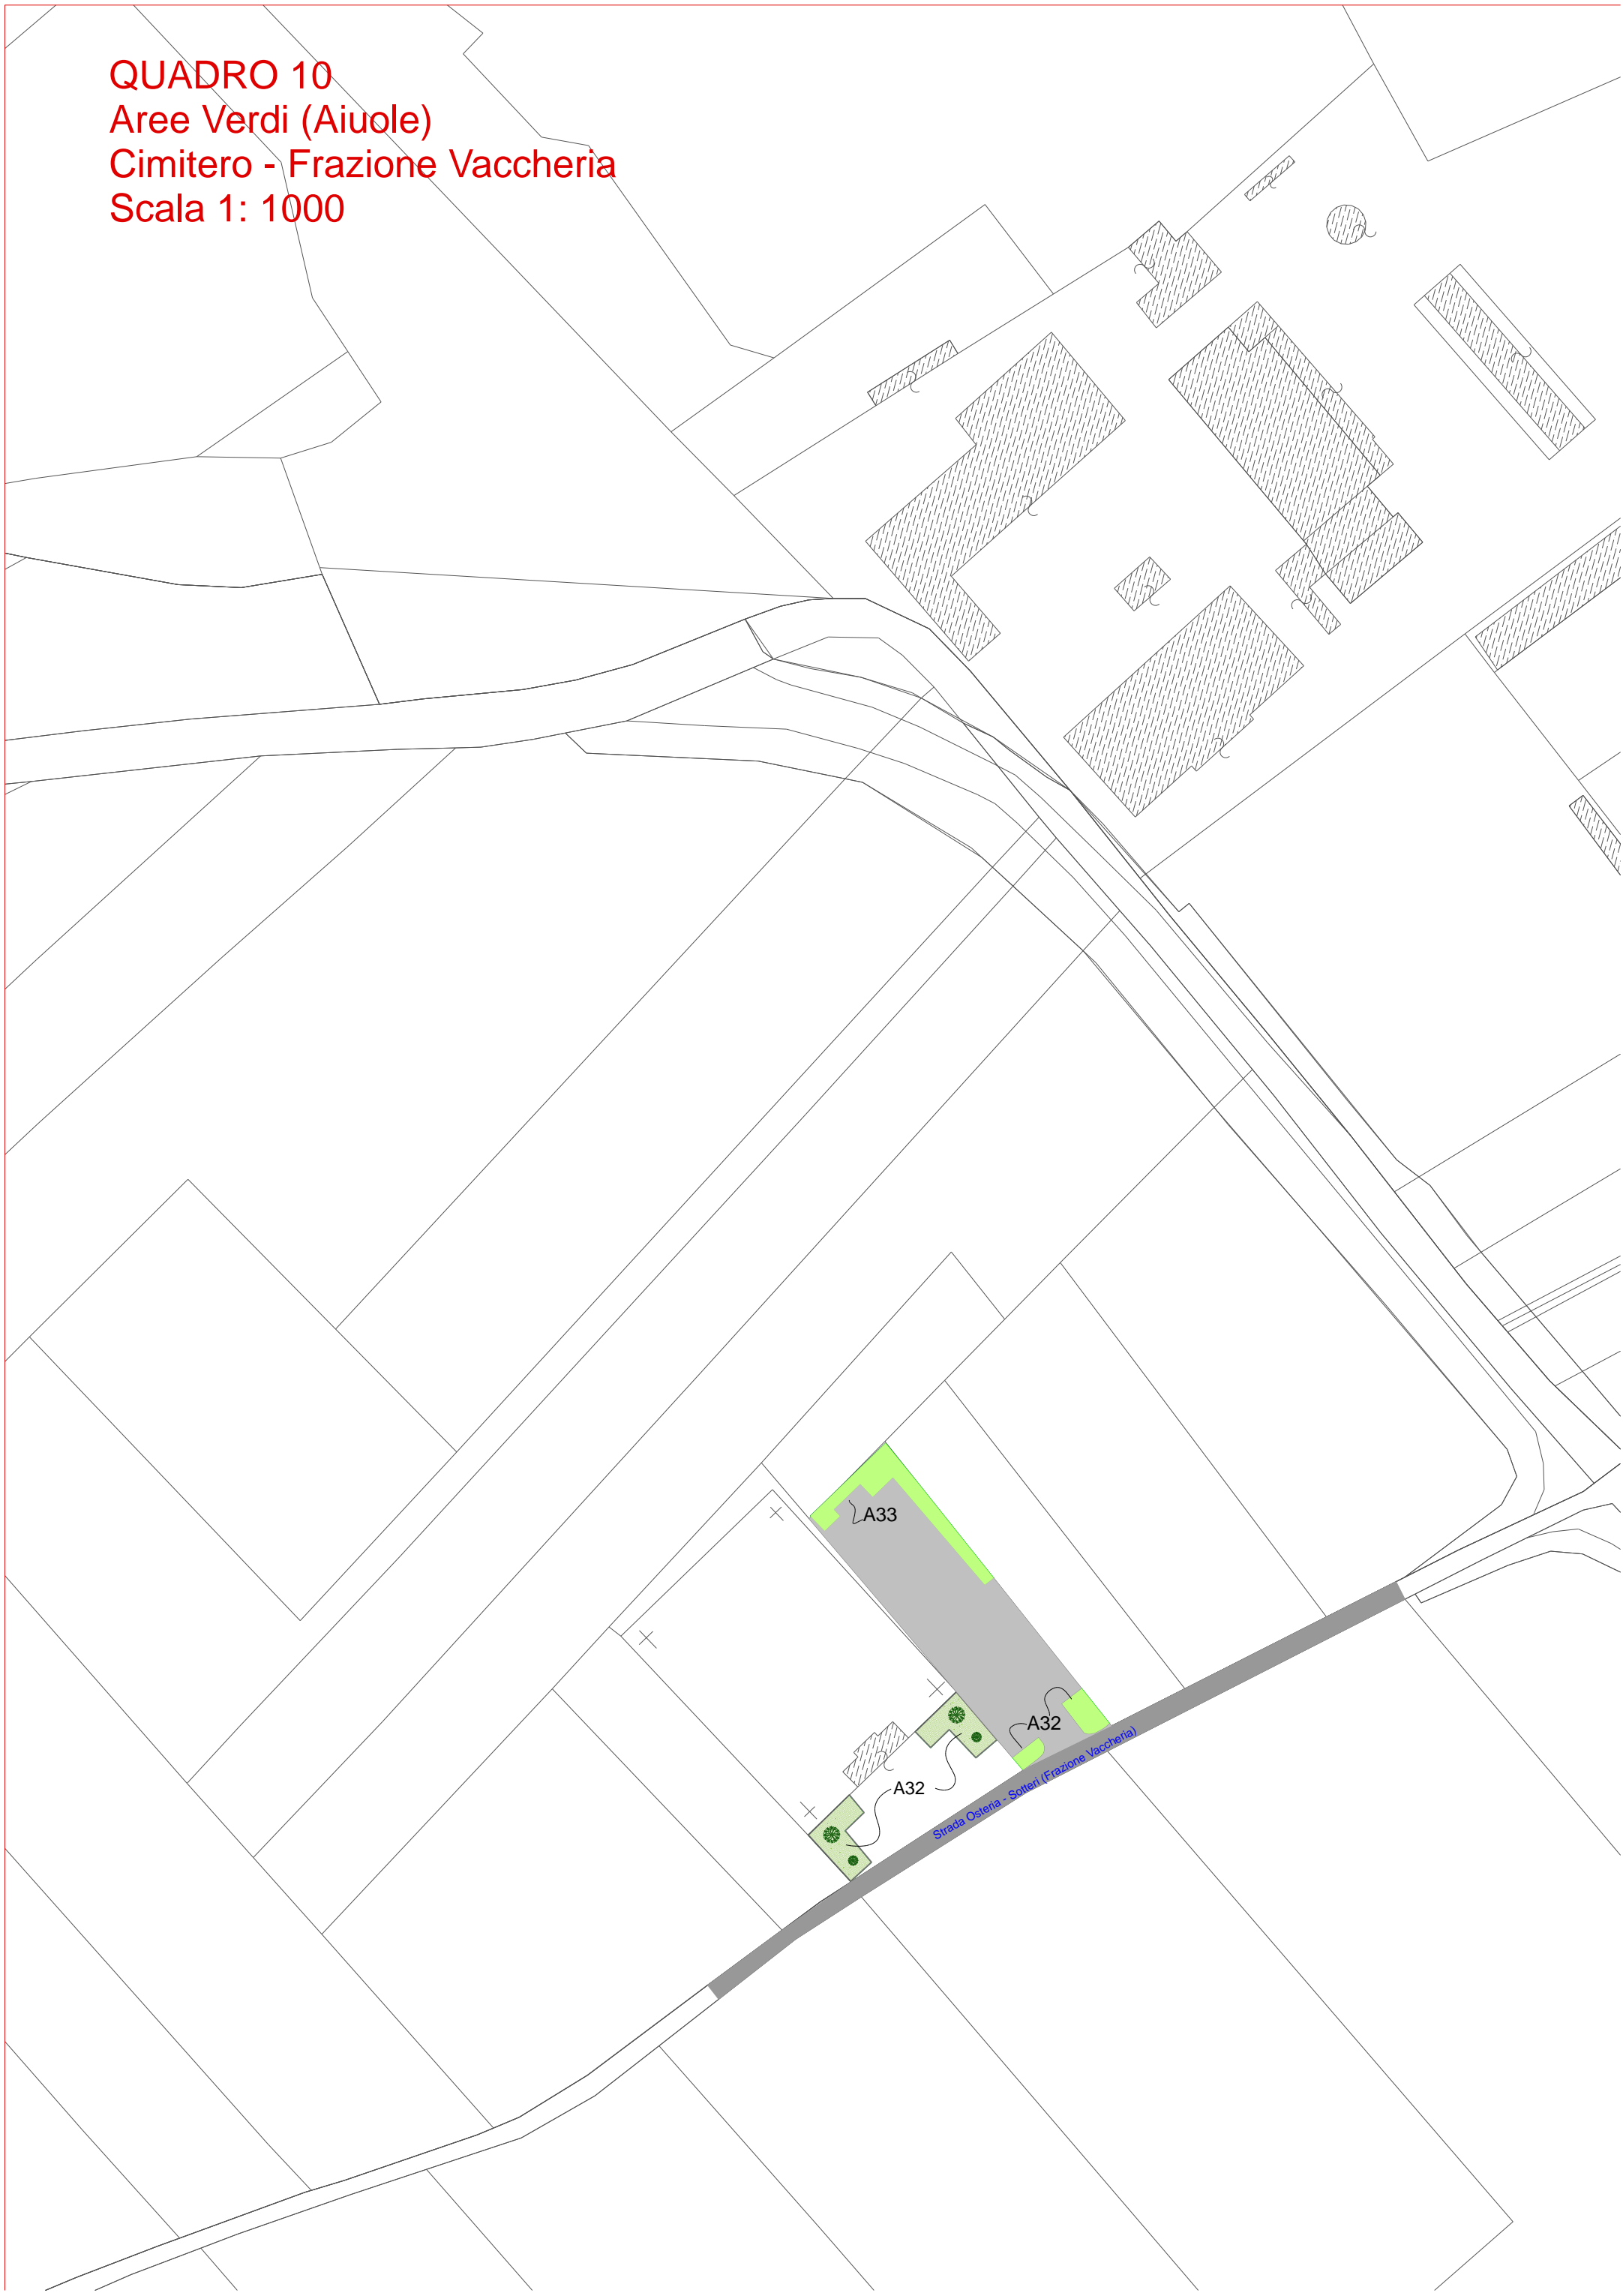 QUADRO 10
Aree Verdi (Aiuole)
Cimitero - Frazione Vaccheria
Scala 1: 1000
A33
A32
A32
Strada Osteria - Sotteri (Frazione Vaccheria)